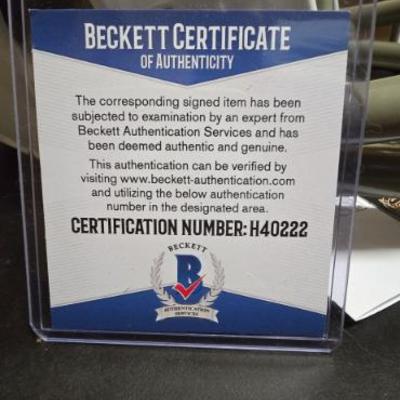 BECKETT CERTIFICATE
OF AUTHENTICITY
The corresponding signed item has been
subjected to examination by an expert from
Beckett Authentication Services and has
been deemed authentic and genuine.
This authentication can be verified by
visiting www.beckett-authentication.com
and utilizing the below authentication
number in the designated area.
CERTIFICATION NUMBER: H40222
BECKETT
B
AUTHENTICATION
SERVICES